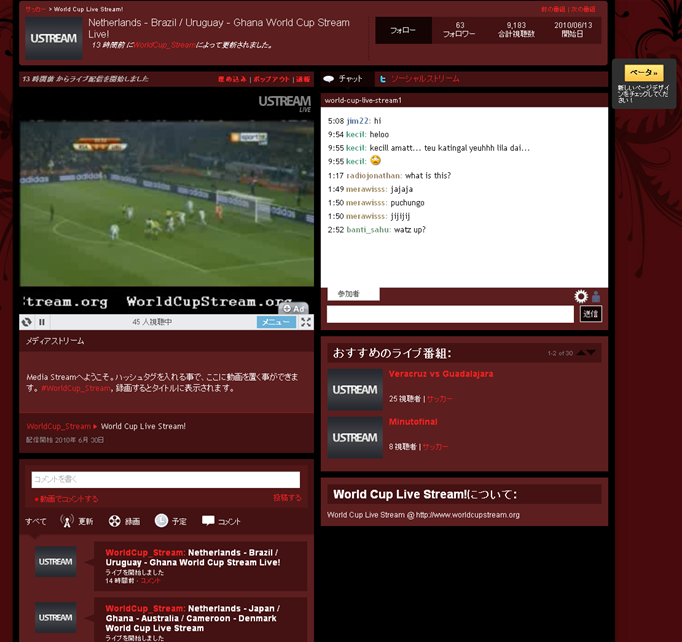 サッカー > World Cup Live Stream!
前の番組 | 次の番組
USTREAM
Netherlands - Brazil / Uruguay - Ghana World Cup Stream Live!
13 時間前 にWorldCup_Streamによって更新されました。
フォロー
63
フォロワー
9,183
合計視聴数
2010/06/13
開始日
ベータ »
新しいページデザインをチェックしてください！
13 時間前 からライブ配信を開始しました
埋め込み | ポップアウト | 通報
チャット
ソーシャルストリーム
USTREAM
LIVE
world-cup-live-stream1
5:08 jim22: hi
9:54 kecil: heloo
9:55 kecil: kecill amatt... teu katingal yeuhhh lila dai...
9:55 kecil:
1:17 radiojonathan: what is this?
1:49 merawisss: jajaja
1:50 merawisss: puchungo
1:50 merawisss: jijijij
2:52 banti_sahu: watz up?
adidas
tream.org WorldCupStream.org
Ad
45 人視聴中
メニュー
参加者
送信
メディアストリーム
Media Streamへようこそ。ハッシュタグを入れる事で、ここに動画を置く事ができます。 #WorldCup_Stream, 録画するとタイトルに表示されます。
WorldCup_Stream World Cup Live Stream!
配信開始 2010年 6月 30日
おすすめのライブ番組:
1-2 of 30
USTREAM
Veracruz vs Guadalajara
25 視聴者 | サッカー
USTREAM
Minutofinal
8 視聴者 | サッカー
World Cup Live Stream!について:
World Cup Live Stream @ http://www.worldcupstream.org
コメントを書く
動画でコメントする
投稿する
すべて
更新
録画
予定
コメント
USTREAM
WorldCup_Stream: Netherlands - Brazil / Uruguay - Ghana World Cup Stream Live!
ライブを開始しました
14 時間前 - コメント
USTREAM
WorldCup_Stream: Netherlands - Japan / Ghana - Australia / Cameroon - Denmark World Cup Live Stream
ライブを開始しました